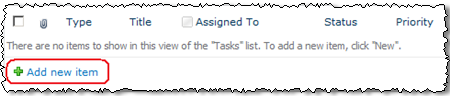 Type Title Assigned To Status Priority
There are no items to show in this view of the "Tasks" list. To add a new item, click "New".
Add new item